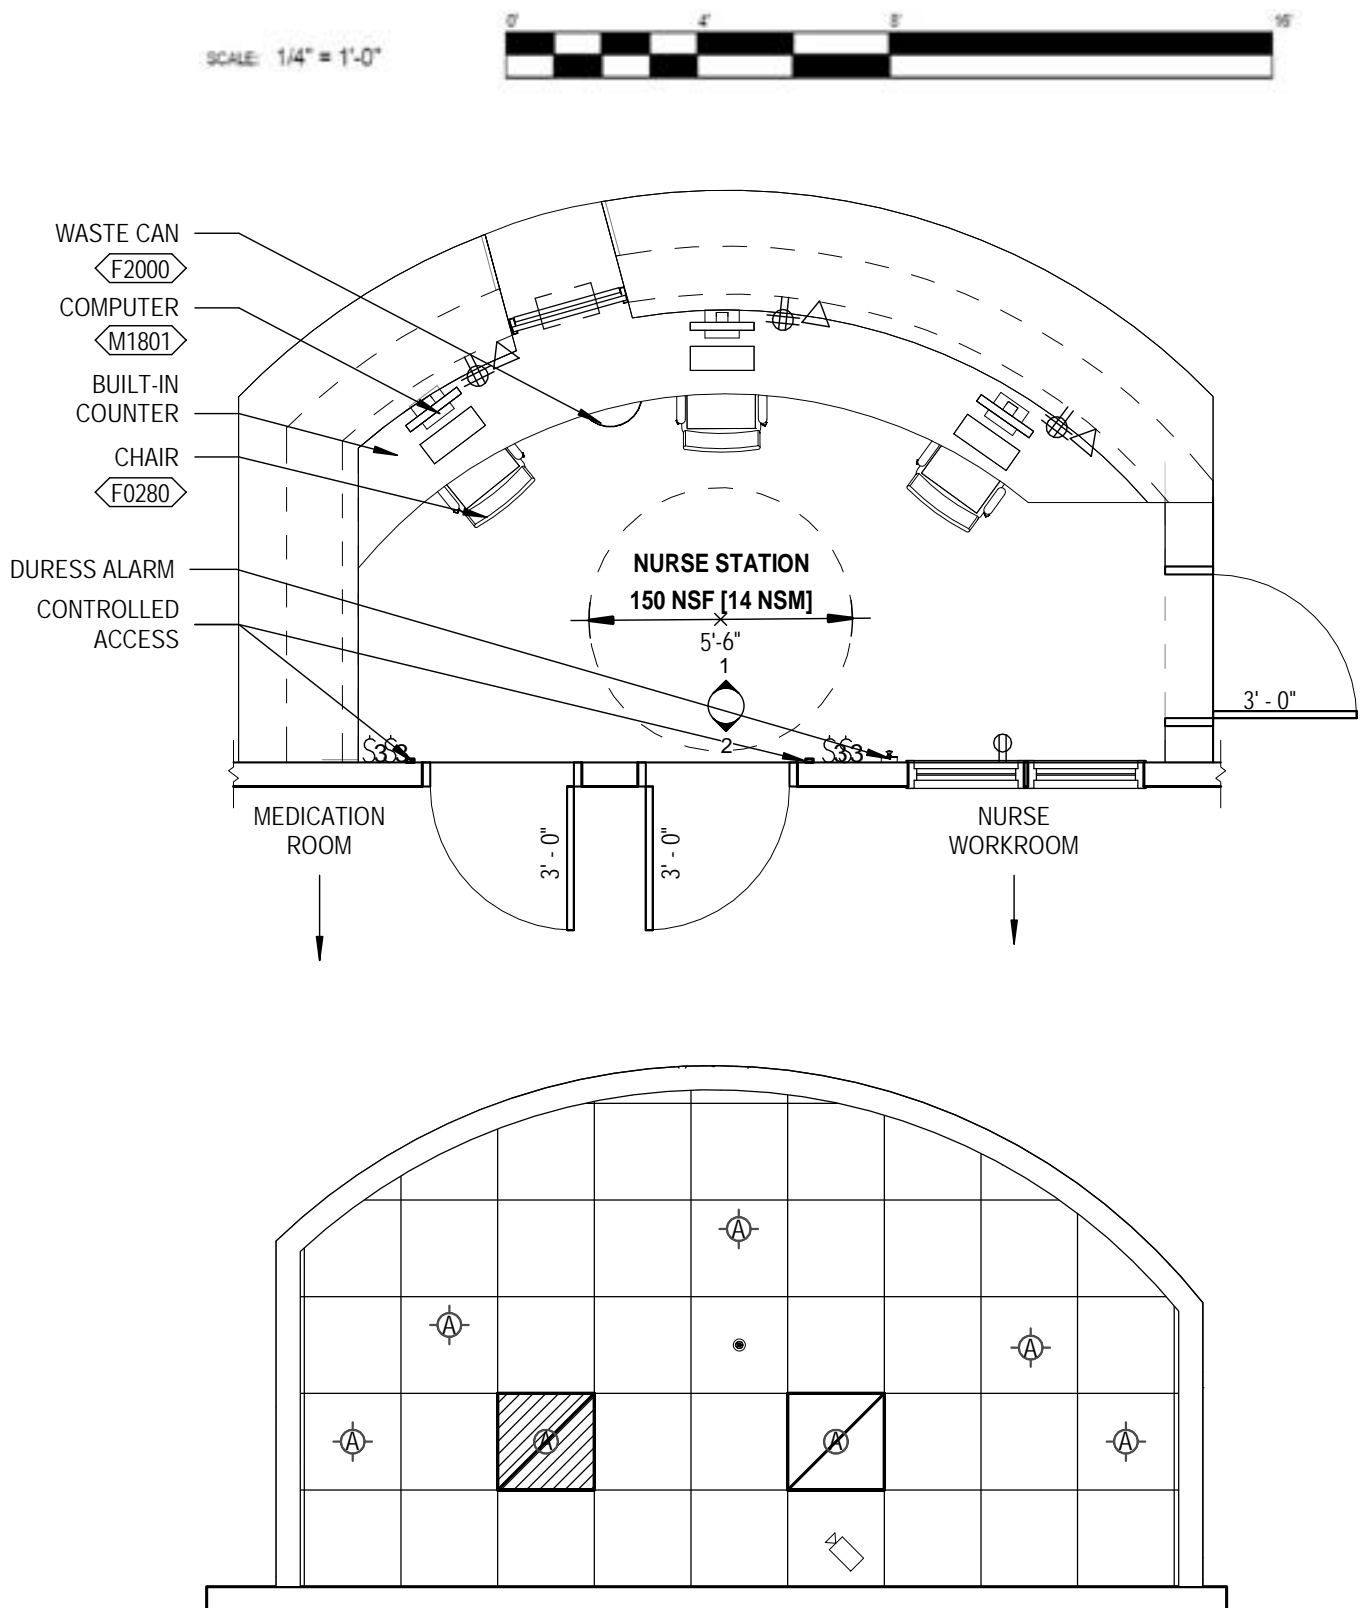 0' 4' 8' 16'
SCALE: 1/4" = 1'-0"
WASTE CAN
F2000
COMPUTER
M1801
BUILT-IN
COUNTER
CHAIR
F0280
DURESS ALARM
CONTROLLED
ACCESS
NURSE STATION
150 NSF [14 NSM]
5'-6"
1
2
3' - 0"
S3S3
S3S3
MEDICATION
ROOM
3' - 0"
3' - 0"
NURSE
WORKROOM
A
A
A
A
A
A
A